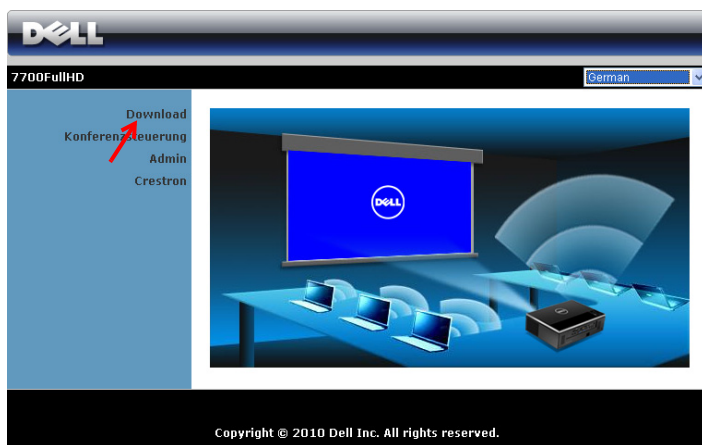 DELL
7700FullHD
German
Download
Konferenzsteuerung
Admin
Crestron
DELL
Copyright © 2010 Dell Inc. All rights reserved.